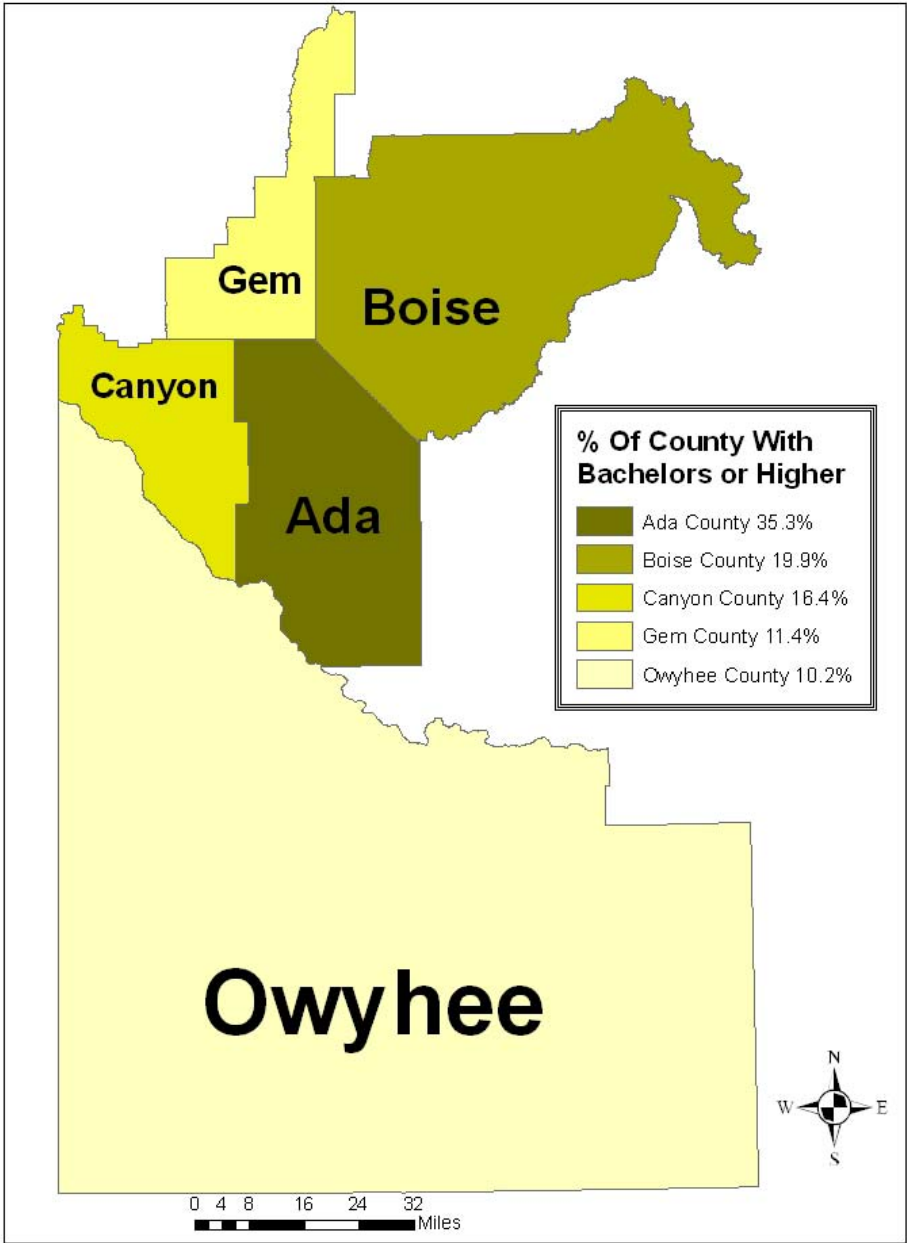 Gem
Boise
Canyon
% Of County With
Bachelors or Higher
Ada County 35.3%
Boise County 19.9%
Canyon County 16.4%
Gem County 11.4%
Owyhee County 10.2%
Ada
Owyhee
N
W E
S
0 4 8 16 24 32
Miles